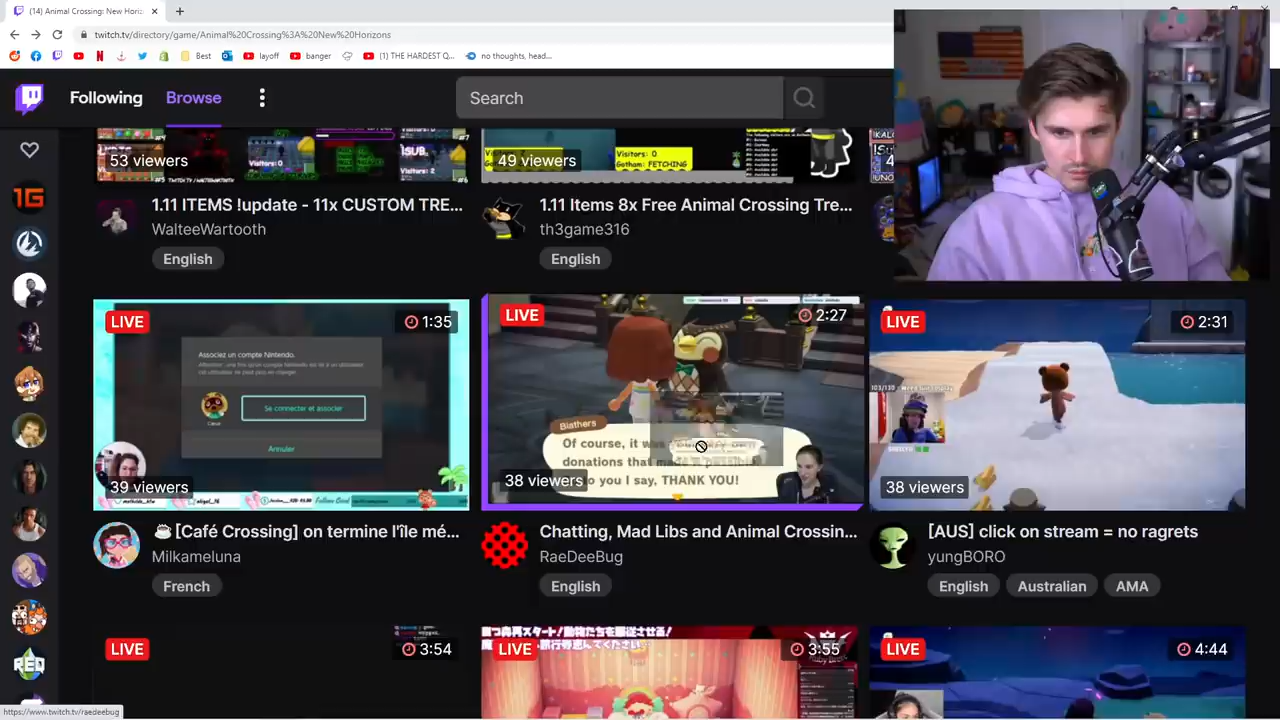 (14) Animal Crossing: New Horiz
twitch.tv/directory/game/Animal%20Crossing%3A%20New%20Horizons
Best
layoff
banger
(1) THE HARDEST Q...
no thoughts, head...
Following
Browse
Search
53 viewers
49 viewers
Visitors: 0
Visitors: 0
Gotham: FETCHING
1.11 ITEMS !update - 11x CUSTOM TRE...
WalteeWartooth
English
1.11 Items 8x Free Animal Crossing Tre...
th3game316
English
LIVE
1:35
Associez un compte Nintendo.
Se connecter et associer
Annuler
39 viewers
LIVE
2:27
Blathers
Of course, it was
donations that made
o you I say, THANK YOU!
38 viewers
LIVE
2:31
38 viewers
[Café Crossing] on termine l'île mé...
Milkameluna
French
Chatting, Mad Libs and Animal Crossin...
RaeDeeBug
English
[AUS] click on stream = no ragrets
yungBORO
English
Australian
AMA
LIVE
3:54
LIVE
3:55
LIVE
4:44
https://www.twitch.tv/raedeebug